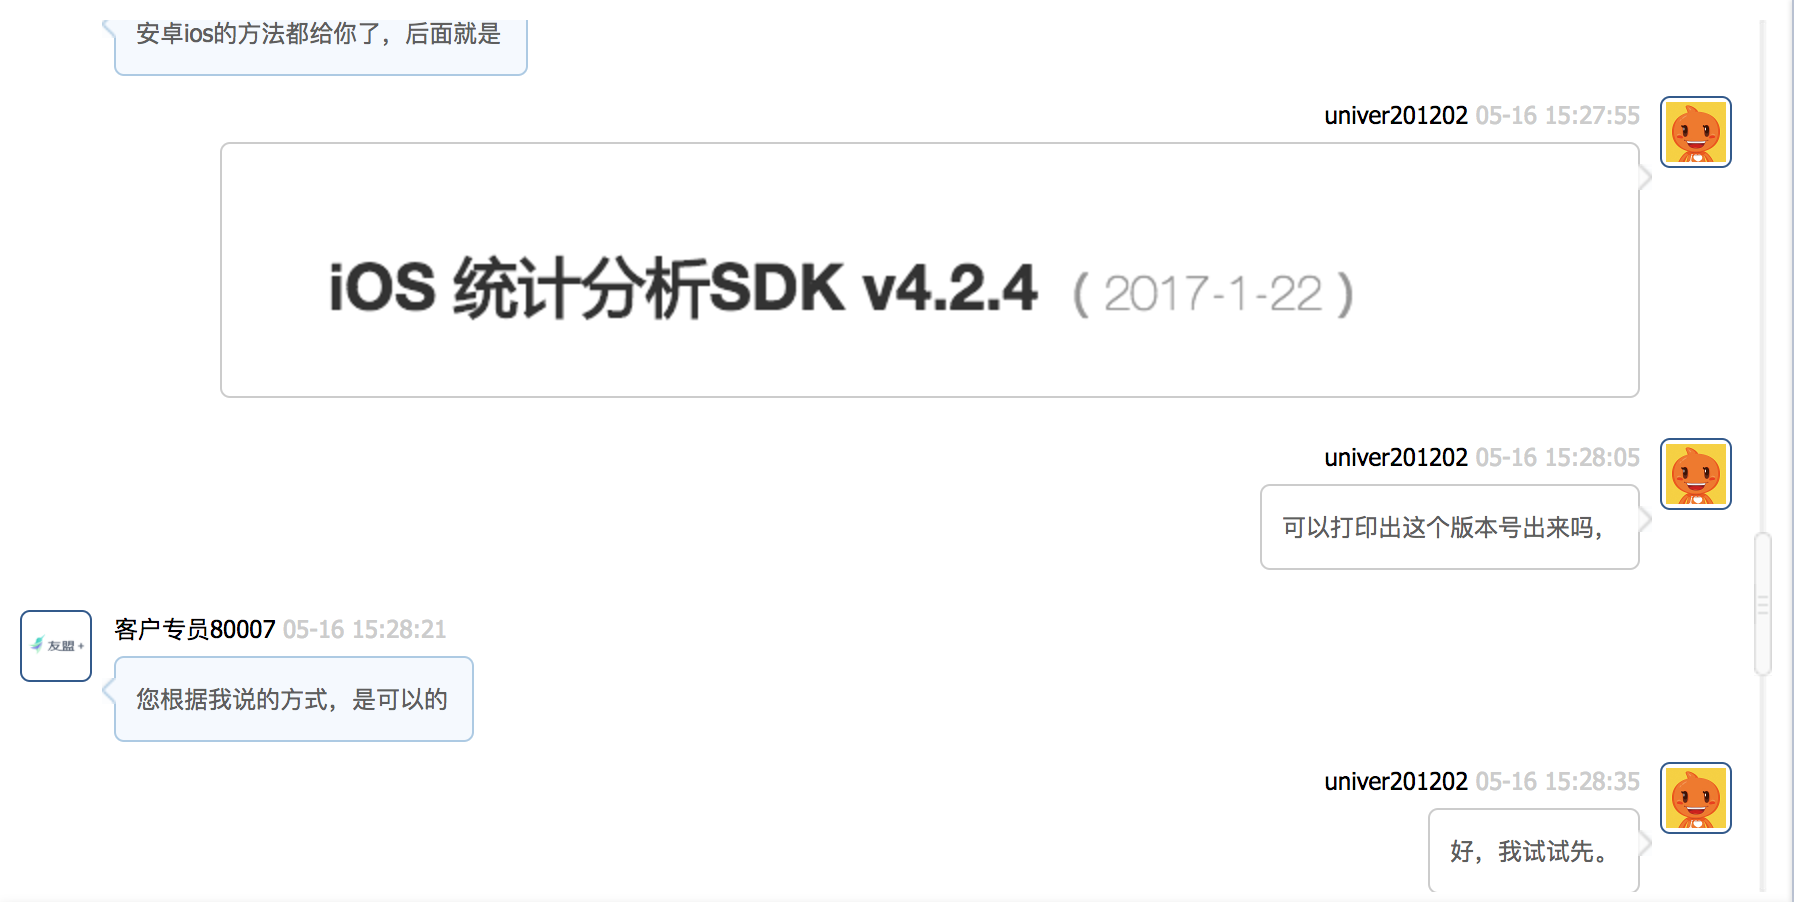 安卓ios的方法都给你了，后面就是
univer201202 05-16 15:27:55
iOS 统计分析SDK v4.2.4 ( 2017-1-22 )
univer201202 05-16 15:28:05
可以打印出这个版本号出来吗，
客户专员80007 05-16 15:28:21
友盟+
您根据我说的方式，是可以的
univer201202 05-16 15:28:35
好，我试试先。